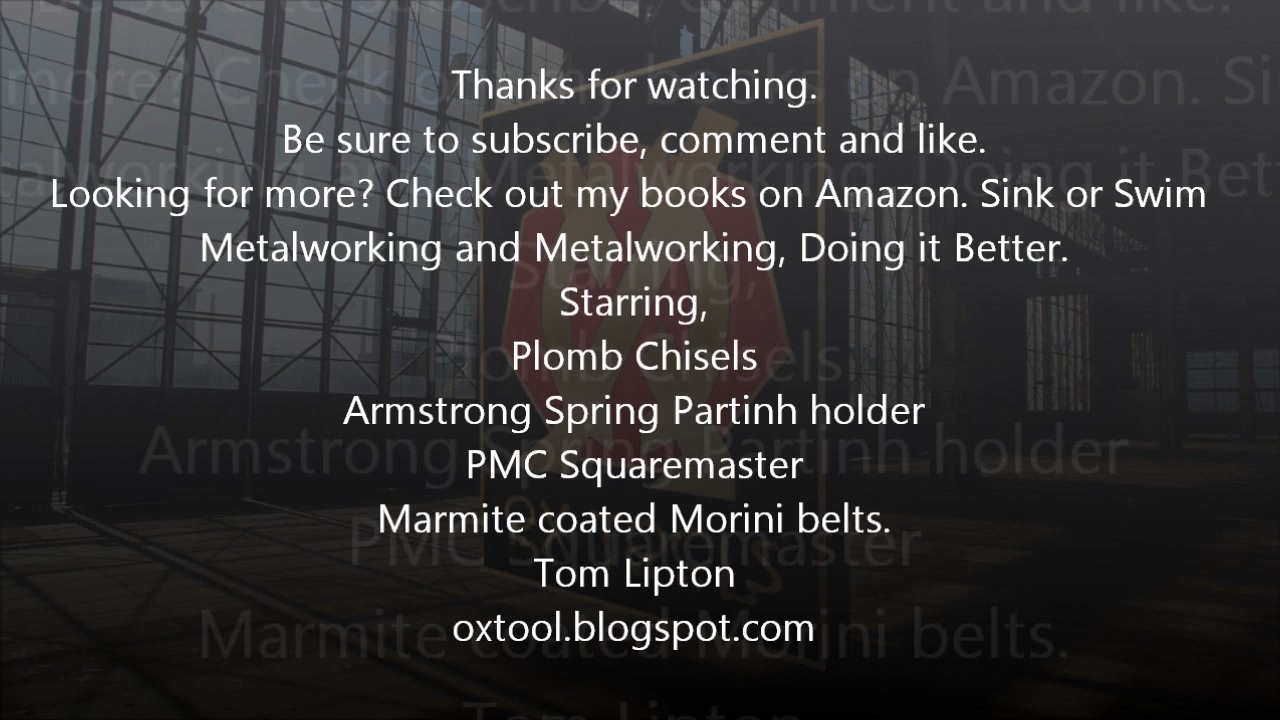 Thanks for watching.
Be sure to subscribe, comment and like.
Looking for more? Check out my books on Amazon. Sink or Swim
Metalworking and Metalworking, Doing it Better.
Starring,
Plomb Chisels
Armstrong Spring Partinh holder
PMC Squaremaster
Marmite coated Morini belts.
Tom Lipton
oxtool.blogspot.com